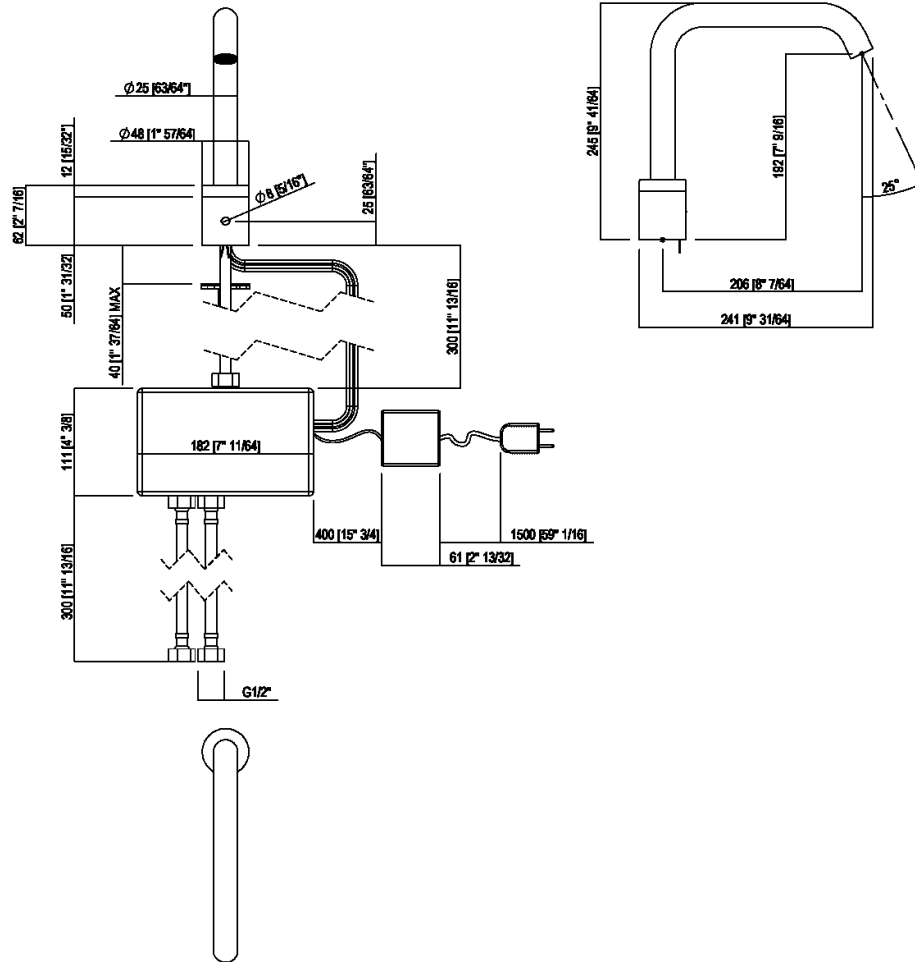 Ø25 [63/64"]
Ø48 [1" 57/64]
12 [15/32"]
62 [2" 7/16]
50 [1" 31/32]
Ø8 [5/16"]
25 [63/64"]
40 [1" 37/64] MAX
300 [11" 13/16]
111 [4" 3/8]
182 [7" 11/64]
400 [15" 3/4]
1500 [59" 1/16]
61 [2" 13/32]
300 [11" 13/16]
G1/2"
245 [9" 41/64]
192 [7" 9/16]
25°
206 [8" 7/64]
241 [9" 31/64]